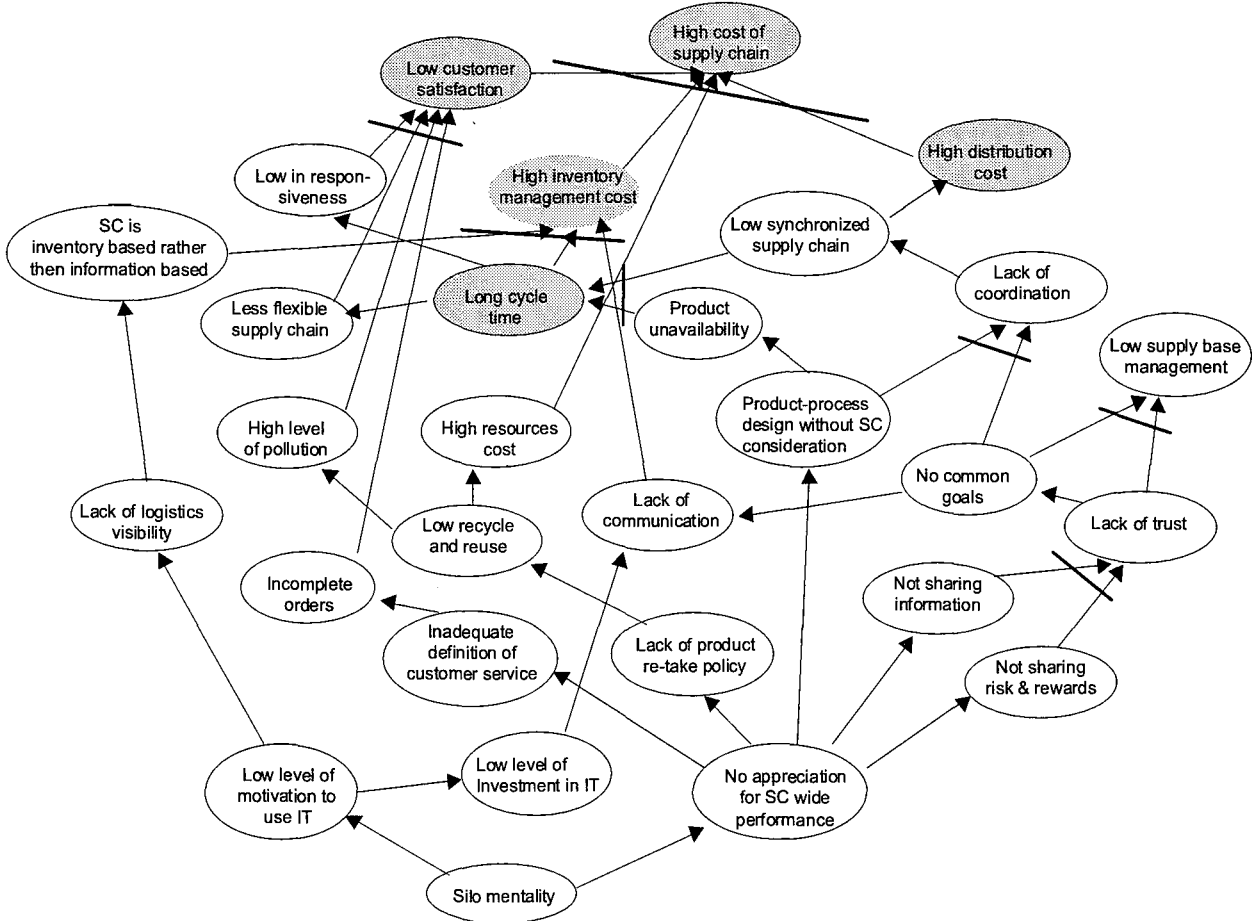 High cost of
supply chain
Low customer
satisfaction
High distribution
cost
Low in respon-
siveness
High inventory
management cost
SC is
inventory based rather
then information based
Low synchronized
supply chain
Lack of
coordination
Less flexible
supply chain
Long cycle
time
Product
unavailability
Low supply base
management
High level
of pollution
High resources
cost
Product-process
design without SC
consideration
No common
goals
Lack of logistics
visibility
Low recycle
and reuse
Lack of
communication
Lack of trust
Incomplete
orders
Not sharing
information
Inadequate
definition of
customer service
Lack of product
re-take policy
Not sharing
risk & rewards
Low level of
motivation to
use IT
Low level of
Investment in IT
No appreciation
for SC wide
performance
Silo mentality